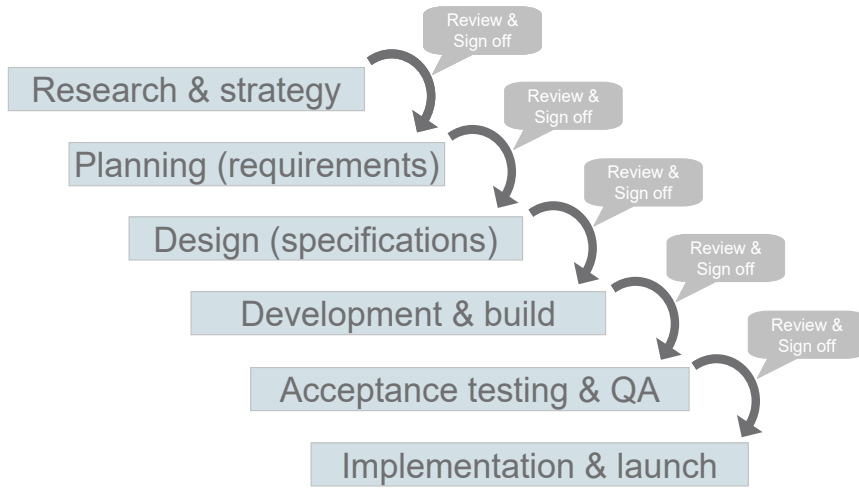 Review &
Sign off
Research & strategy
Review &
Sign off
Planning (requirements)
Review &
Sign off
Design (specifications)
Review &
Sign off
Development & build
Review &
Sign off
Acceptance testing & QA
Implementation & launch